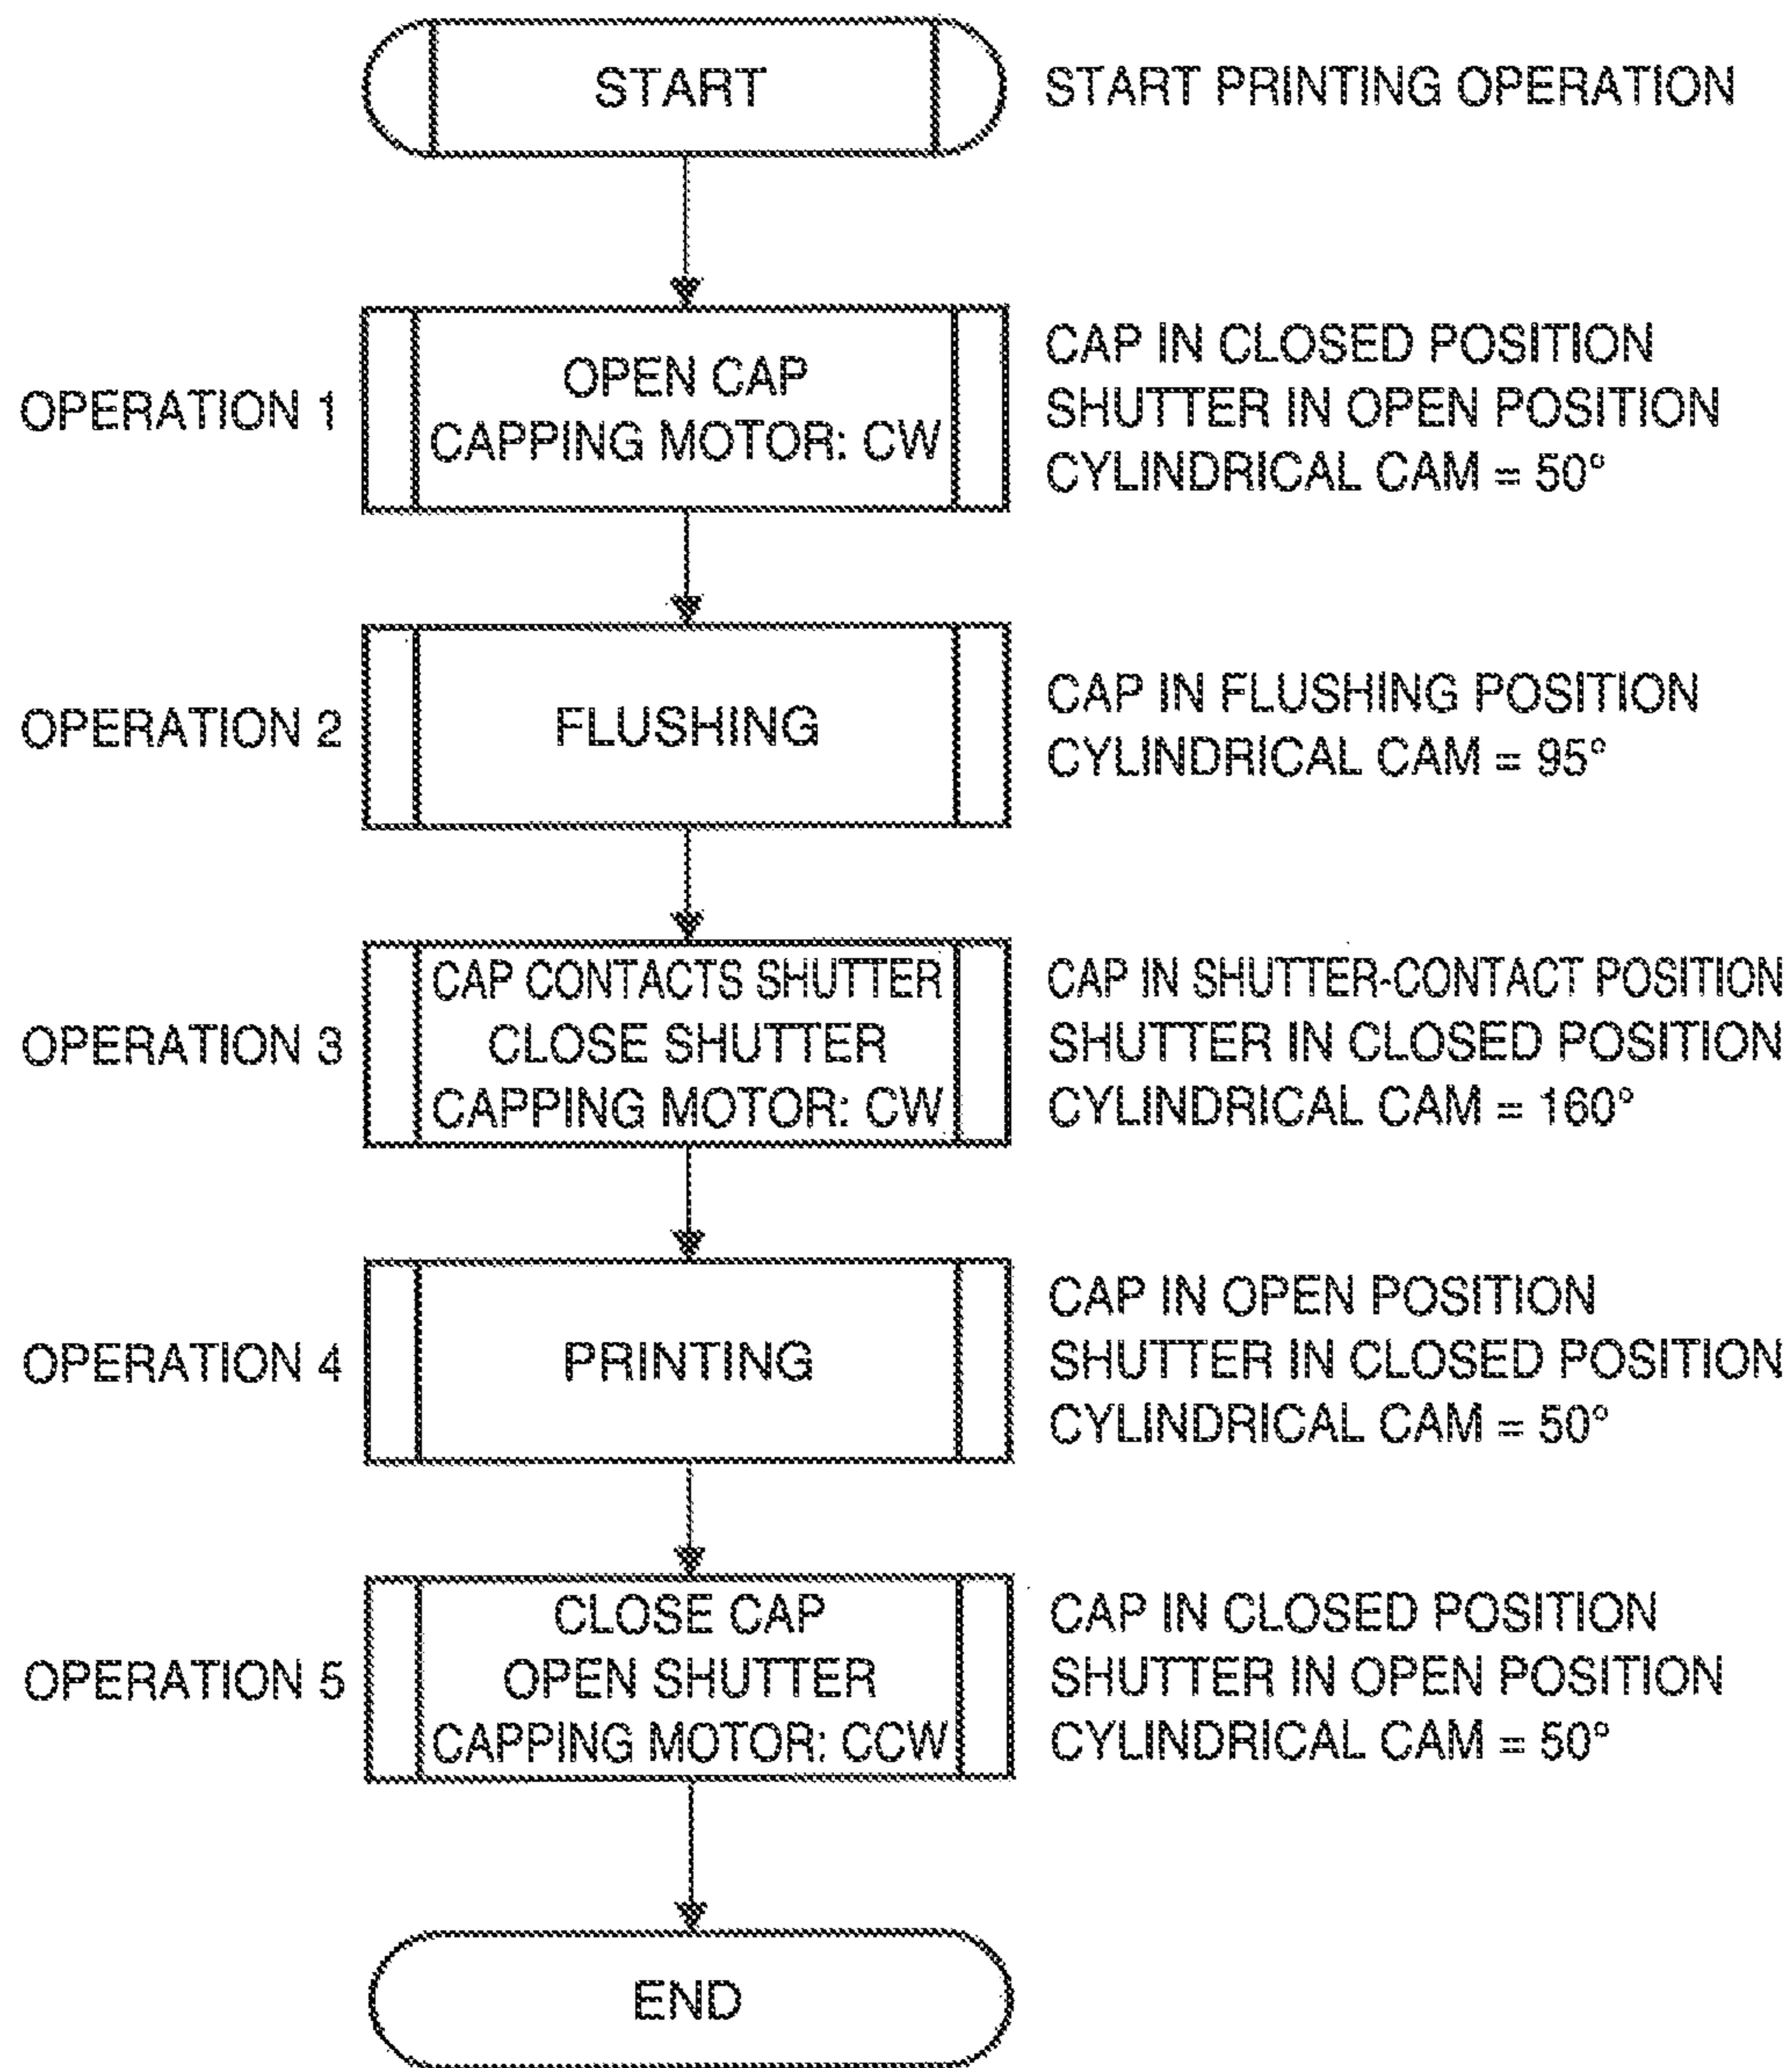 START
START PRINTING OPERATION
OPERATION 1
OPEN CAP
CAPPING MOTOR: CW
CAP IN CLOSED POSITION
SHUTTER IN OPEN POSITION
CYLINDRICAL CAM = 50°
OPERATION 2
FLUSHING
CAP IN FLUSHING POSITION
CYLINDRICAL CAM = 95°
OPERATION 3
CAP CONTACTS SHUTTER
CLOSE SHUTTER
CAPPING MOTOR: CW
CAP IN SHUTTER-CONTACT POSITION
SHUTTER IN CLOSED POSITION
CYLINDRICAL CAM = 160°
OPERATION 4
PRINTING
CAP IN OPEN POSITION
SHUTTER IN CLOSED POSITION
CYLINDRICAL CAM = 50°
OPERATION 5
CLOSE CAP
OPEN SHUTTER
CAPPING MOTOR: CCW
CAP IN CLOSED POSITION
SHUTTER IN OPEN POSITION
CYLINDRICAL CAM = 50°
END